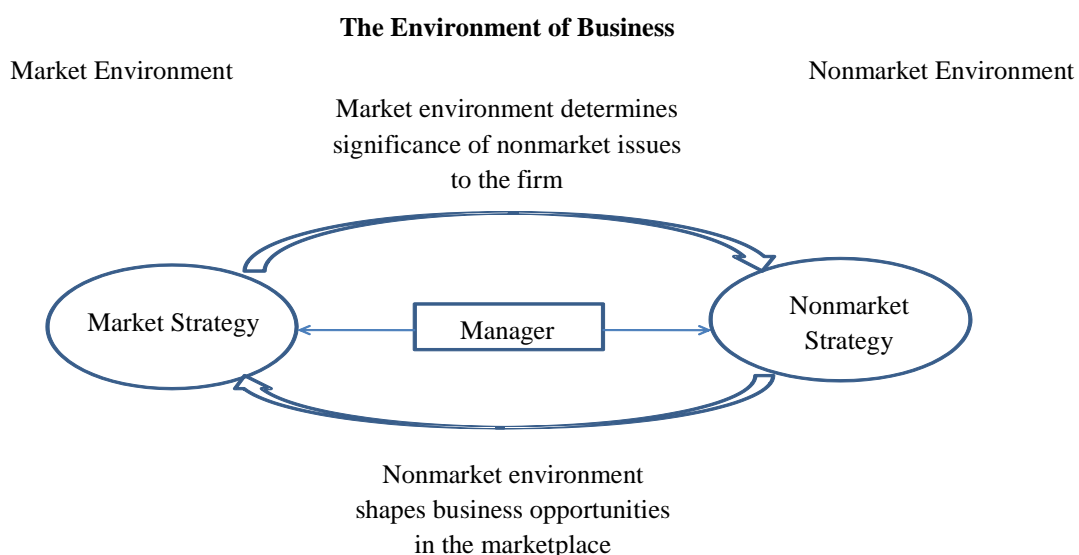 The Environment of Business
Market Environment
Nonmarket Environment
Market environment determines
significance of nonmarket issues
to the firm
Market Strategy
Manager
Nonmarket
Strategy
Nonmarket environment
shapes business opportunities
in the marketplace